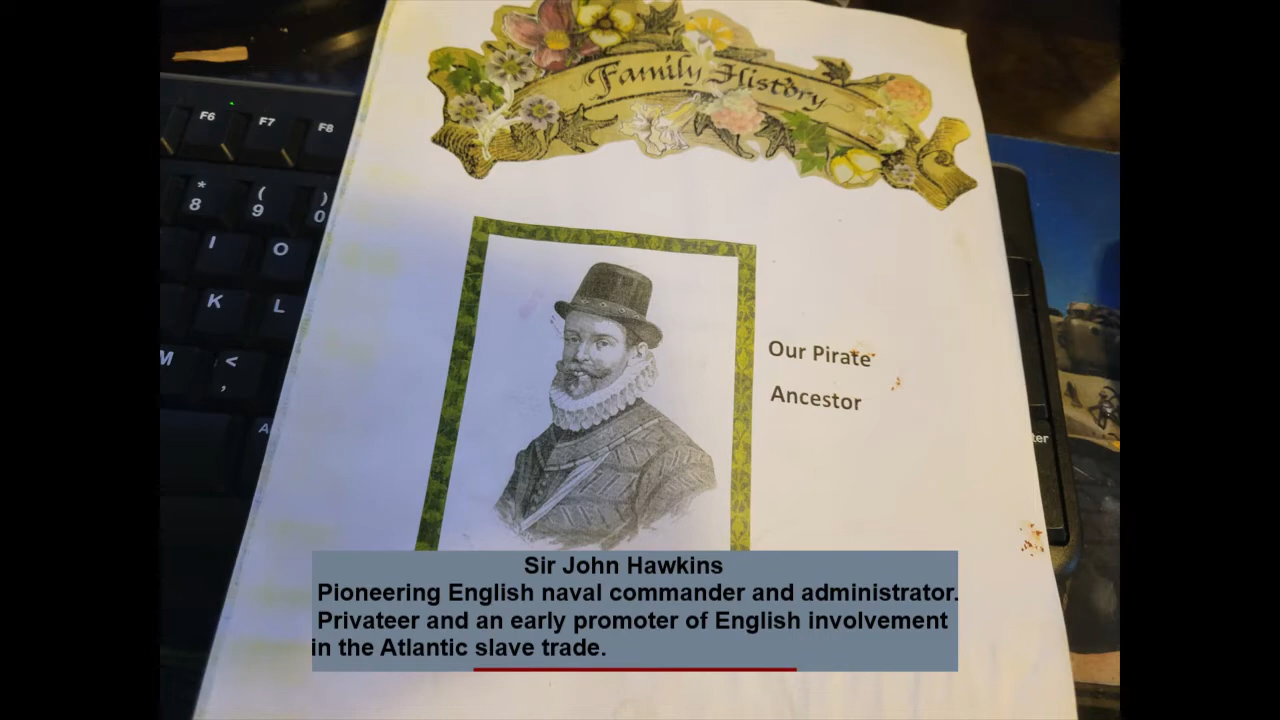 Family History
Our Pirate
Ancestor
Sir John Hawkins
Pioneering English naval commander and administrator.
Privateer and an early promoter of English involvement
in the Atlantic slave trade.
F6 F7 F8
* ( )
8 9 0
I O
K L
M <
,
A
ter